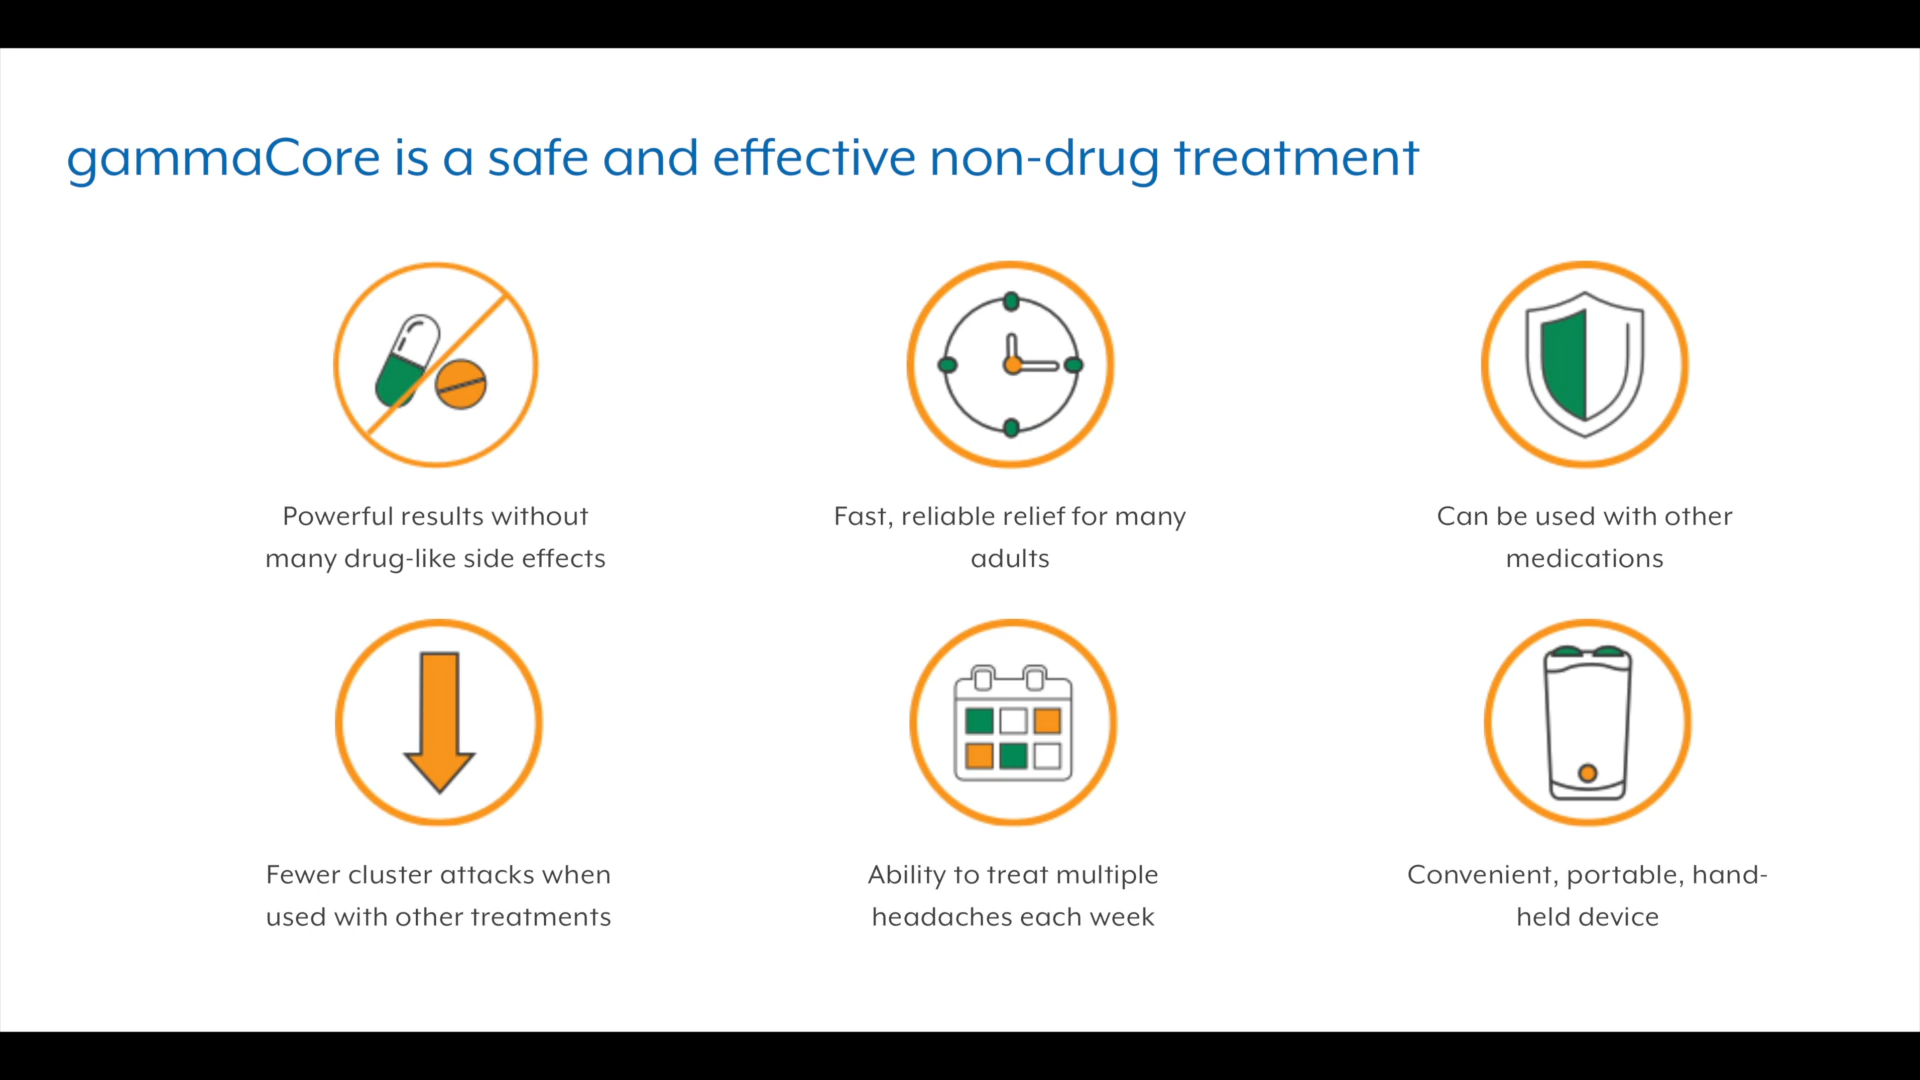 gammaCore is a safe and effective non-drug treatment
Powerful results without
many drug-like side effects
Fast, reliable relief for many
adults
Can be used with other
medications
Fewer cluster attacks when
used with other treatments
Ability to treat multiple
headaches each week
Convenient, portable, hand-
held device